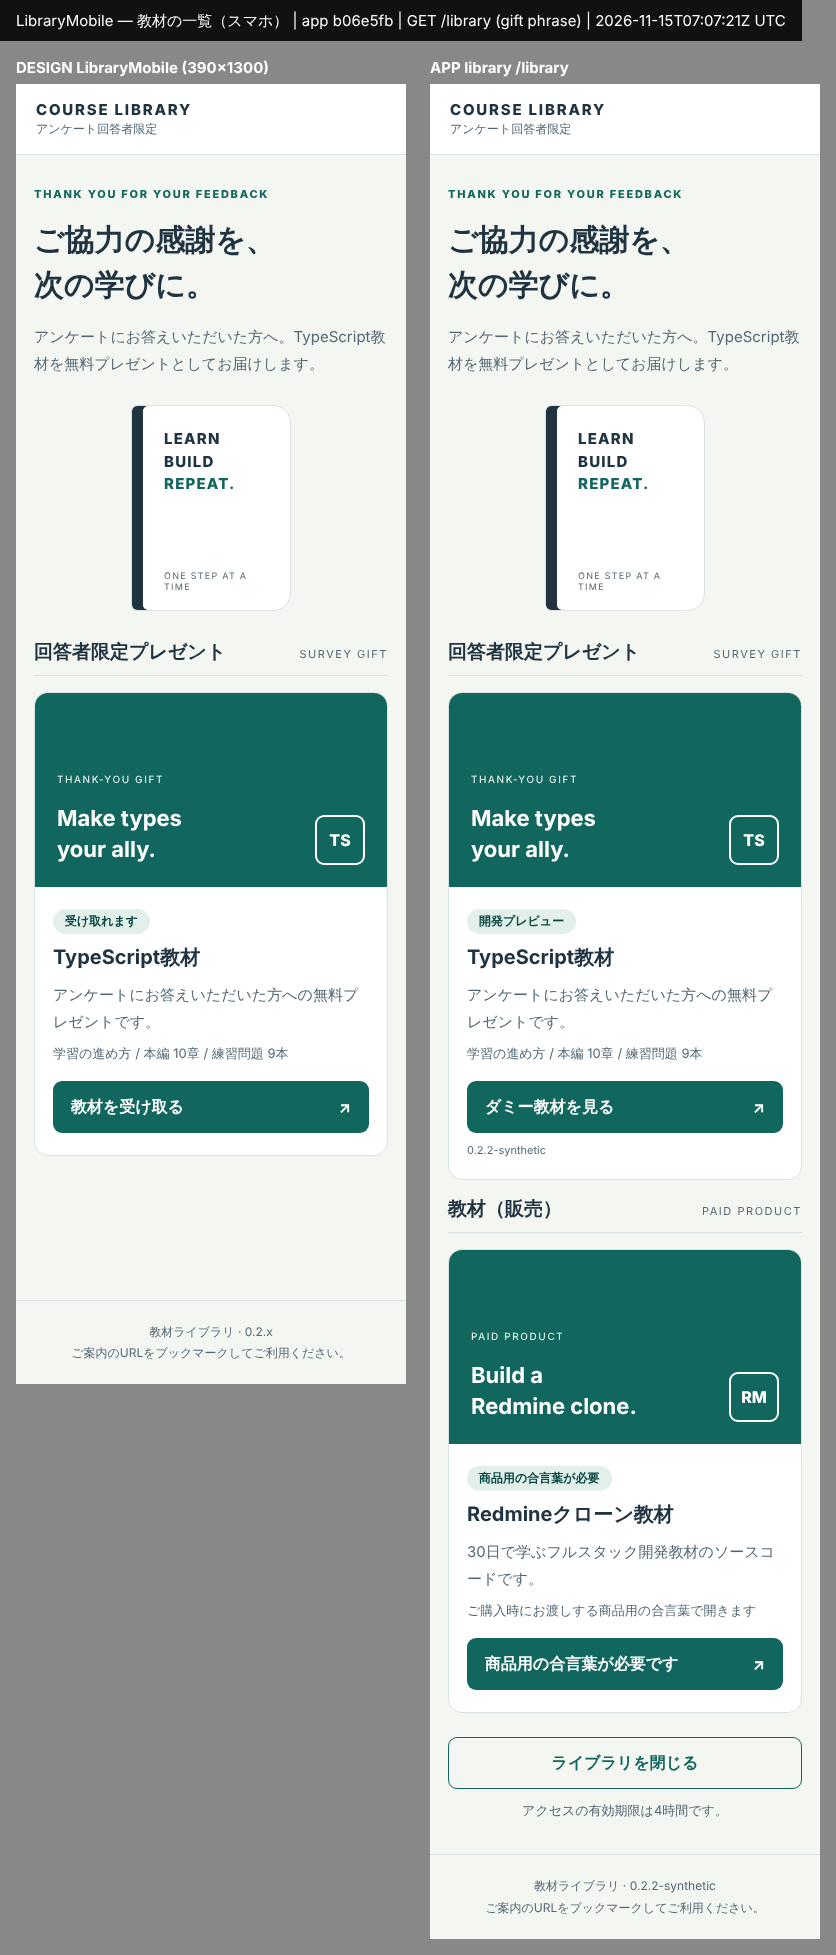 LibraryMobile — 教材の一覧（スマホ） | app b06e5fb | GET /library (gift phrase) | 2026-11-15T07:07:21Z UTC
DESIGN LibraryMobile (390×1300)
COURSE LIBRARY
アンケート回答者限定
THANK YOU FOR YOUR FEEDBACK
ご協力の感謝を、
次の学びに。
アンケートにお答えいただいた方へ。TypeScript教
材を無料プレゼントとしてお届けします。
LEARN
BUILD
REPEAT.
ONE STEP AT A
TIME
回答者限定プレゼント
SURVEY GIFT
THANK-YOU GIFT
Make types
your ally.
TS
受け取れます
TypeScript教材
アンケートにお答えいただいた方への無料プ
レゼントです。
学習の進め方 / 本編 10章 / 練習問題 9本
教材を受け取る
教材ライブラリ · 0.2.x
ご案内のURLをブックマークしてご利用ください。
APP library /library
COURSE LIBRARY
アンケート回答者限定
THANK YOU FOR YOUR FEEDBACK
ご協力の感謝を、
次の学びに。
アンケートにお答えいただいた方へ。TypeScript教
材を無料プレゼントとしてお届けします。
LEARN
BUILD
REPEAT.
ONE STEP AT A
TIME
回答者限定プレゼント
SURVEY GIFT
THANK-YOU GIFT
Make types
your ally.
TS
開発プレビュー
TypeScript教材
アンケートにお答えいただいた方への無料プ
レゼントです。
学習の進め方 / 本編 10章 / 練習問題 9本
ダミー教材を見る
0.2.2-synthetic
教材（販売）
PAID PRODUCT
PAID PRODUCT
Build a
Redmine clone.
RM
商品用の合言葉が必要
Redmineクローン教材
30日で学ぶフルスタック開発教材のソースコ
ードです。
ご購入時にお渡しする商品用の合言葉で開きます
商品用の合言葉が必要です
ライブラリを閉じる
アクセスの有効期限は4時間です。
教材ライブラリ · 0.2.2-synthetic
ご案内のURLをブックマークしてご利用ください。